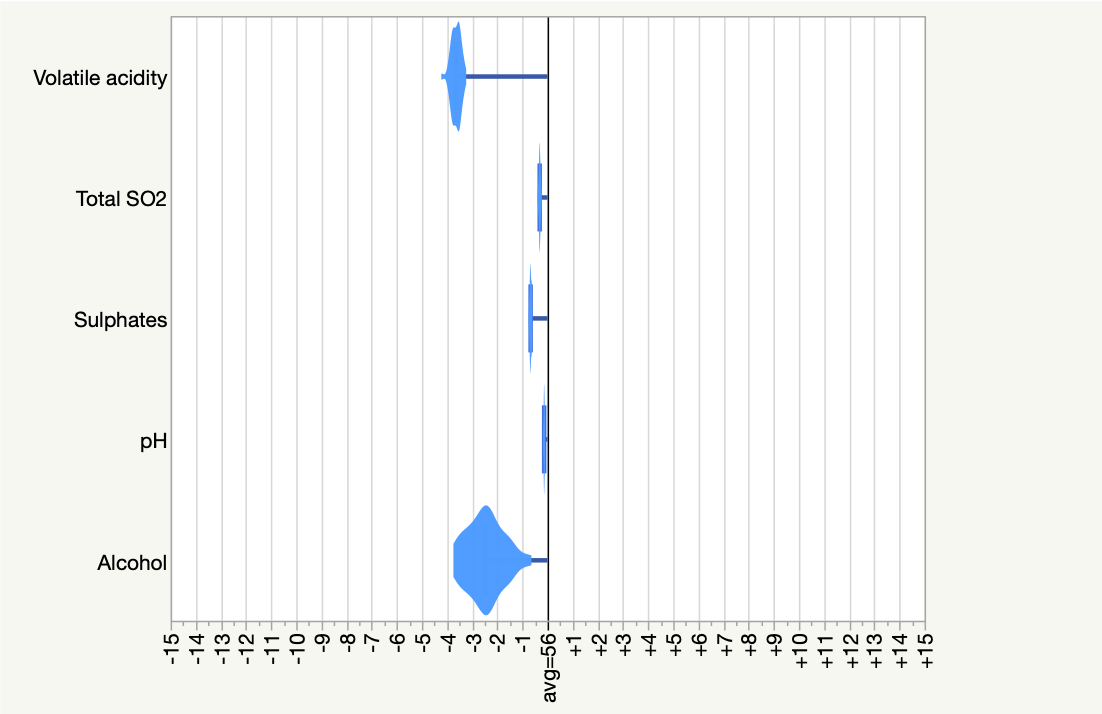 Volatile acidity
Total SO2
Sulphates
pH
Alcohol
-15 -14 -13 -12 -11 -10 -9 -8 -7 -6 -5 -4 -3 -2 -1 avg=56 +1 +2 +3 +4 +5 +6 +7 +8 +9 +10 +11 +12 +13 +14 +15